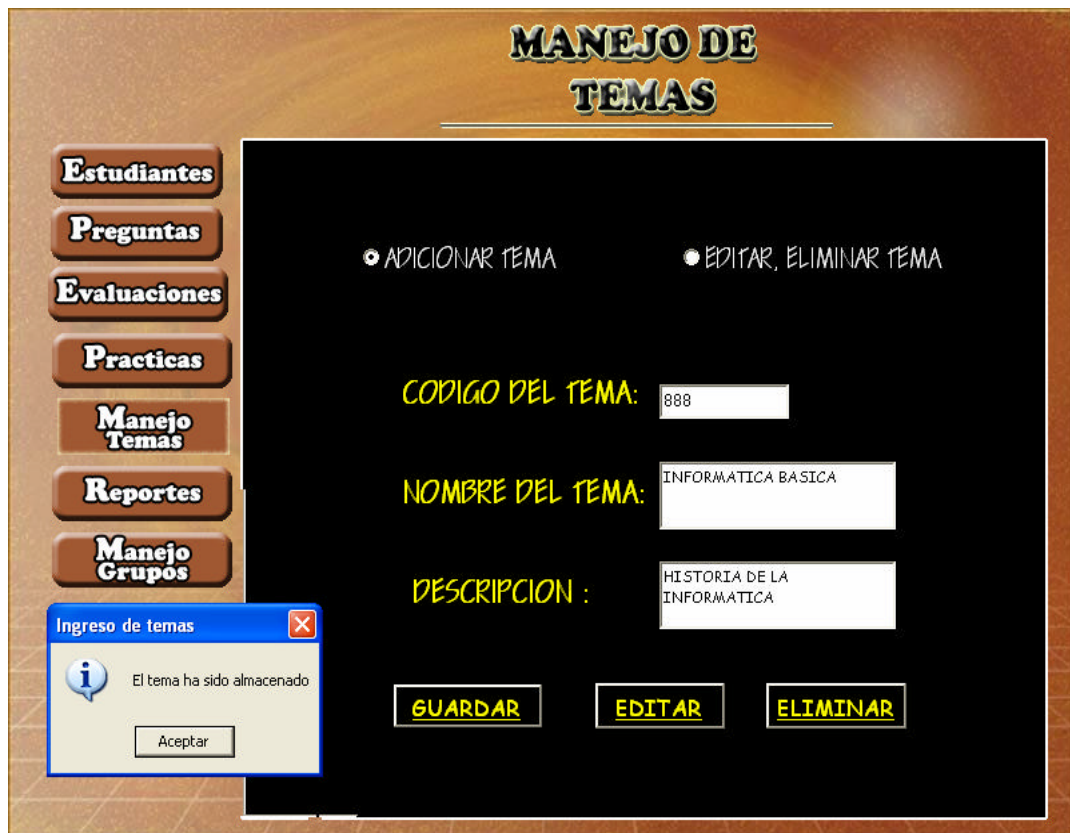 MANEJO DE
TEMAS
Estudiantes
Preguntas
Evaluaciones
Practicas
Manejo
Temas
Reportes
Manejo
Grupos
ADICIONAR TEMA
EDITAR, ELIMINAR TEMA
CODIGO DEL TEMA:
888
NOMBRE DEL TEMA:
INFORMATICA BASICA
DESCRIPCION :
HISTORIA DE LA
INFORMATICA
GUARDAR
EDITAR
ELIMINAR
Ingreso de temas
El tema ha sido almacenado
Aceptar